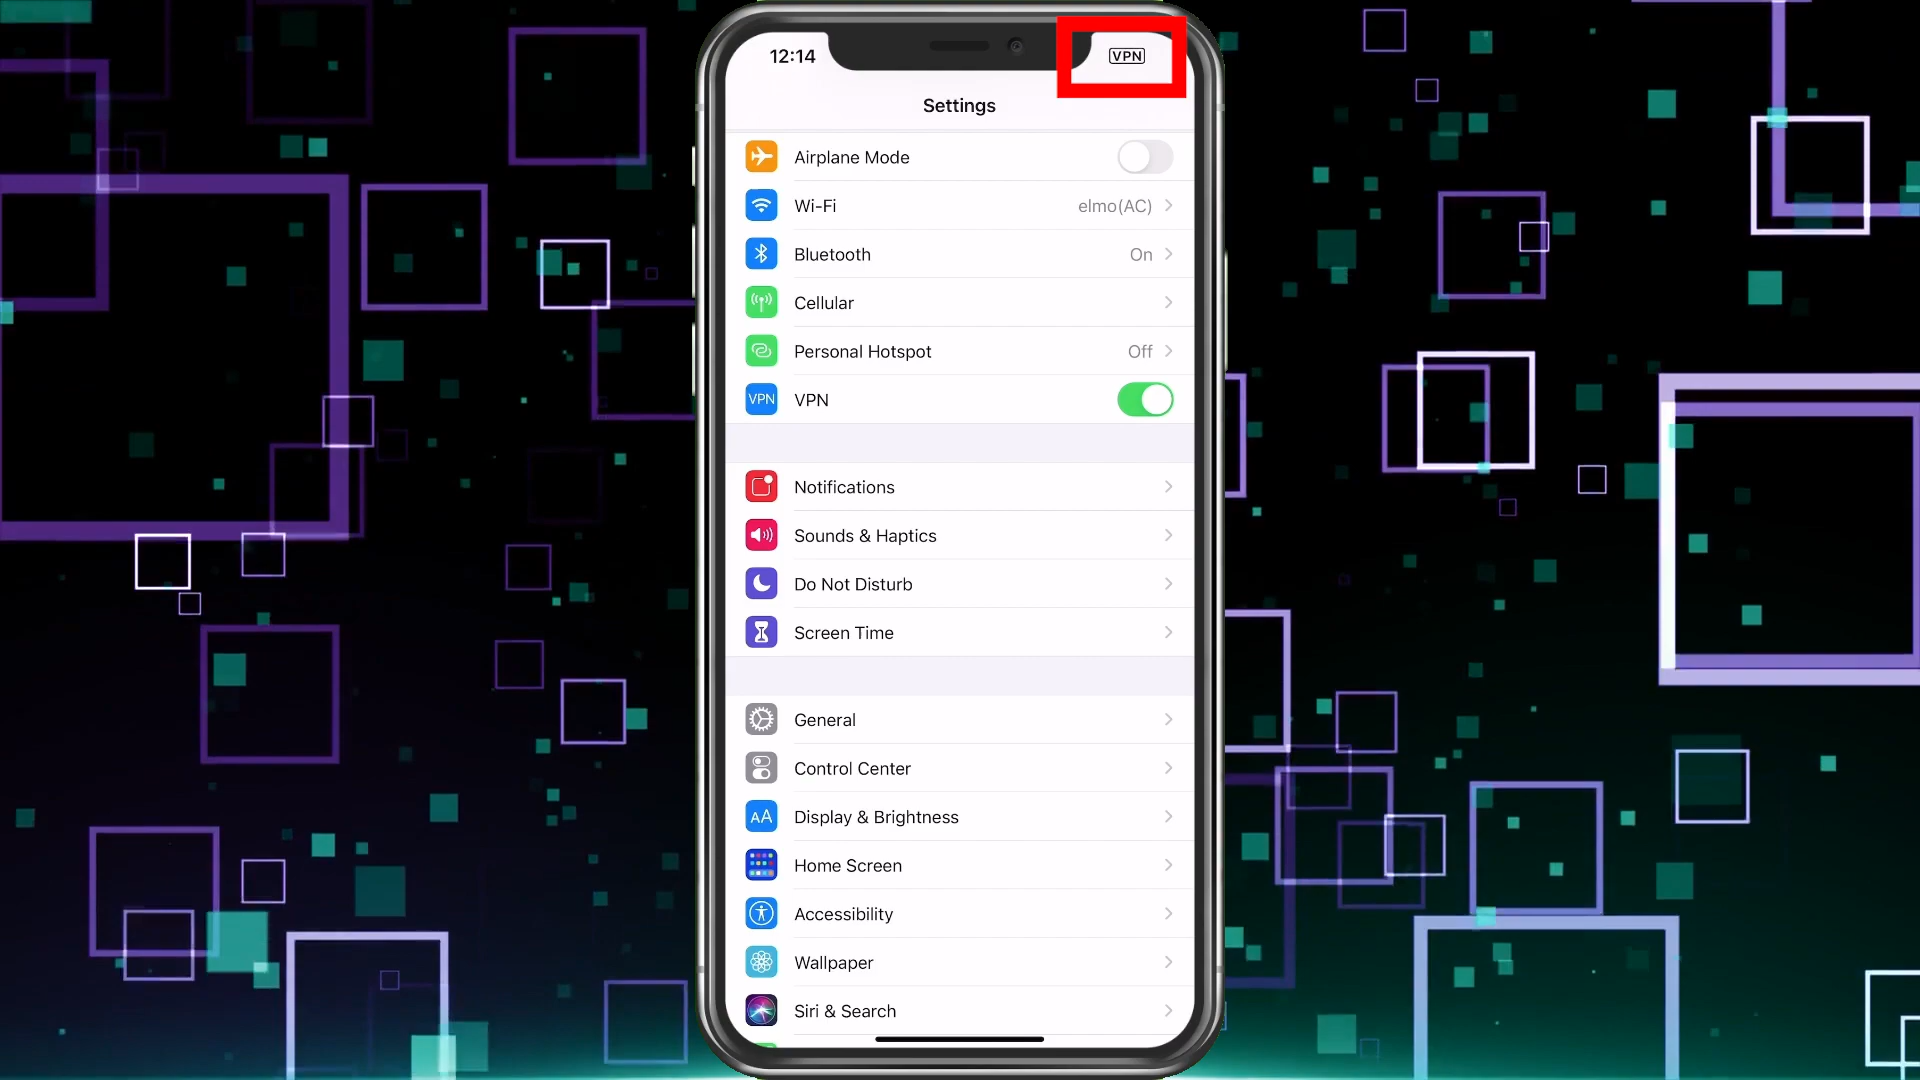 12:14
VPN
Settings
Airplane Mode
Wi-Fi elmo(AC)
Bluetooth On
Cellular
Personal Hotspot Off
VPN VPN
Notifications
Sounds & Haptics
Do Not Disturb
Screen Time
General
Control Center
AA Display & Brightness
Home Screen
Accessibility
Wallpaper
Siri & Search